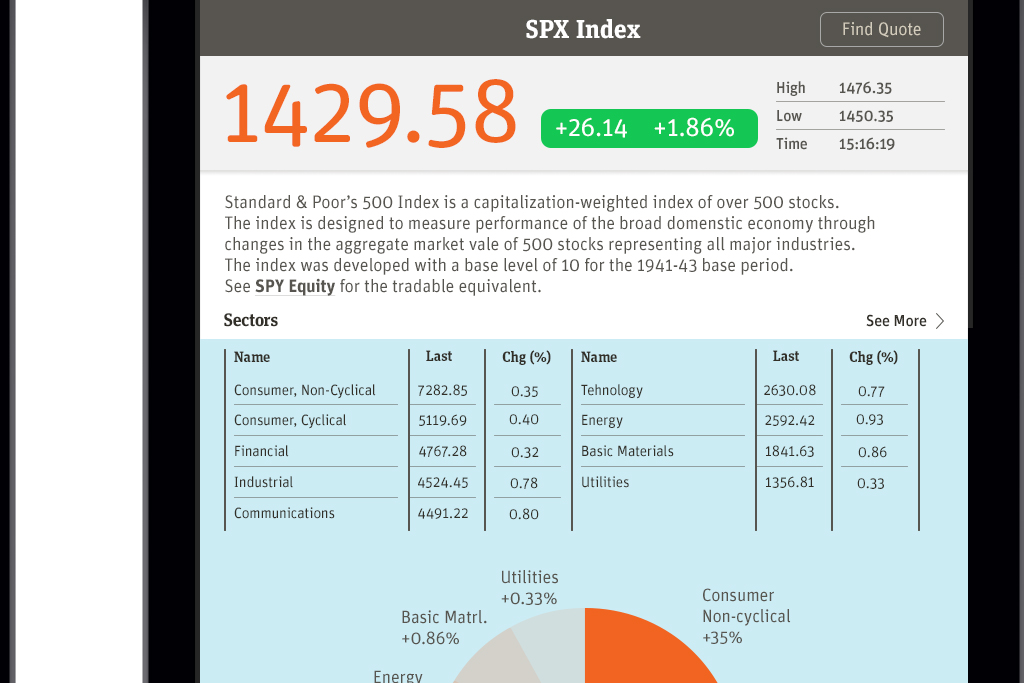 SPX Index
Find Quote
1429.58
+26.14 +1.86%
High 1476.35
Low 1450.35
Time 15:16:19
Standard & Poor's 500 Index is a capitalization-weighted index of over 500 stocks.
The index is designed to measure performance of the broad domenstic economy through
changes in the aggregate market vale of 500 stocks representing all major industries.
The index was developed with a base level of 10 for the 1941-43 base period.
See SPY Equity for the tradable equivalent.
Sectors
See More
Name Last Chg (%) Name Last Chg (%)
Consumer, Non-Cyclical 7282.85 0.35 Tehnology 2630.08 0.77
Consumer, Cyclical 5119.69 0.40 Energy 2592.42 0.93
Financial 4767.28 0.32 Basic Materials 1841.63 0.86
Industrial 4524.45 0.78 Utilities 1356.81 0.33
Communications 4491.22 0.80
Utilities
+0.33%
Consumer
Non-cyclical
+35%
Basic Matrl.
+0.86%
Energy